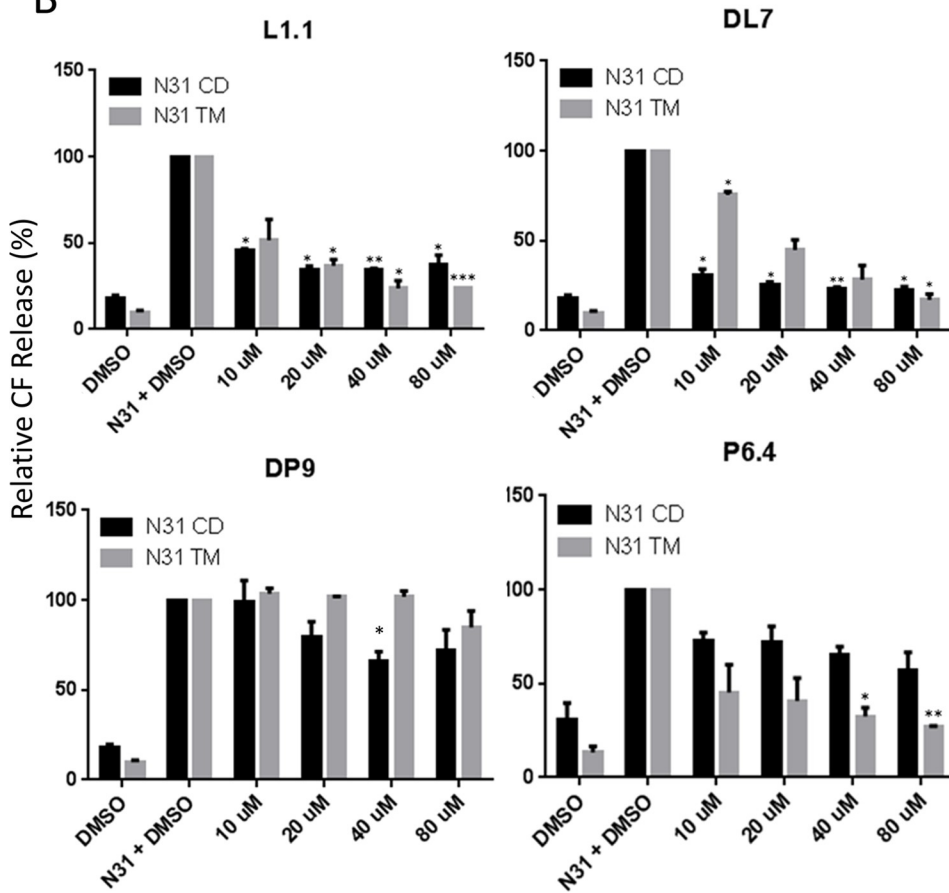 B
L1.1
150
100
50
0
N31 CD
N31 TM
* * * ** * * ***
DMSO
N31 + DMSO
10 uM
20 uM
40 uM
80 uM
DL7
150
100
50
0
N31 CD
N31 TM
* * * ** * *
DMSO
N31 + DMSO
10 uM
20 uM
40 uM
80 uM
Relative CF Release (%)
DP9
150
100
50
0
N31 CD
N31 TM
*
DMSO
N31 + DMSO
10 uM
20 uM
40 uM
80 uM
P6.4
150
100
50
0
N31 CD
N31 TM
* **
DMSO
N31 + DMSO
10 uM
20 uM
40 uM
80 uM